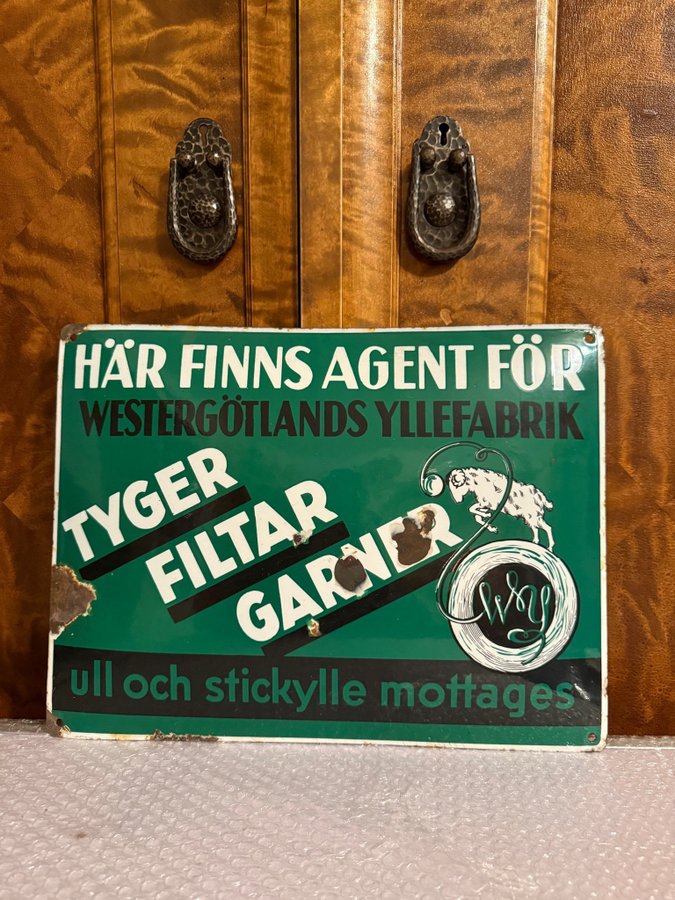 HÄR FINNS AGENT FÖR
WESTERGÖTLANDS YLLEFABRIK
TYGER
FILTAR
GARNER
WY
ull och stickylle mottages